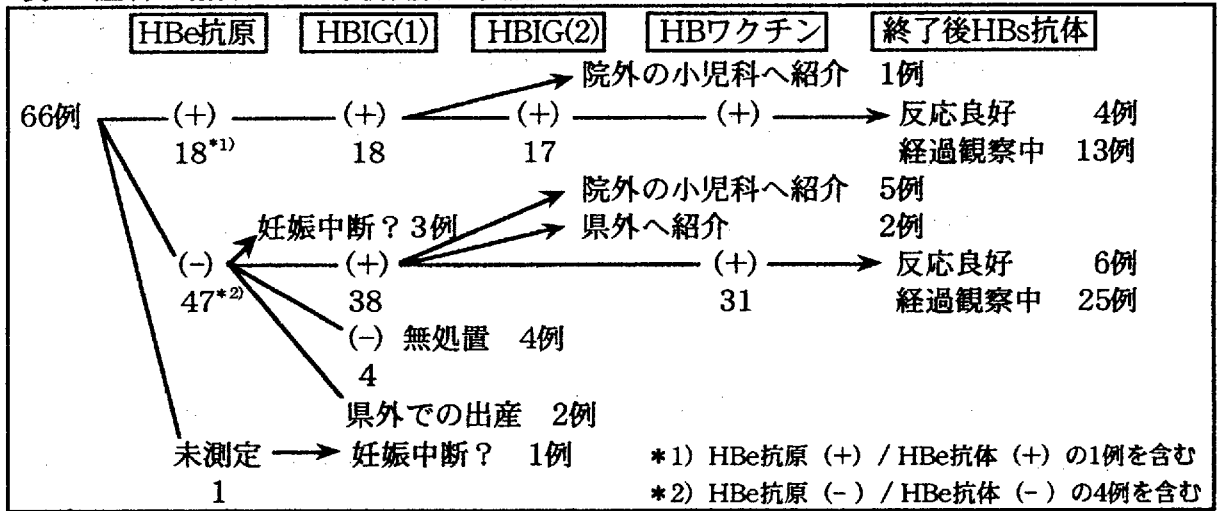 HBe抗原 HBIG(1) HBIG(2) HBワクチン 終了後HBs抗体
院外の小児科へ紹介 1例
66例 (+) (+) (+) (+) 反応良好 4例
18*1) 18 17 経過観察中 13例
院外の小児科へ紹介 5例
妊娠中断？3例 県外へ紹介 2例
(-) (+) (+) 反応良好 6例
47*2) 38 31 経過観察中 25例
(-) 無処置 4例
4
県外での出産 2例
未測定 妊娠中断？ 1例 *1) HBe抗原 (+) / HBe抗体 (+) の1例を含む
1 *2) HBe抗原 (-) / HBe抗体 (-) の4例を含む